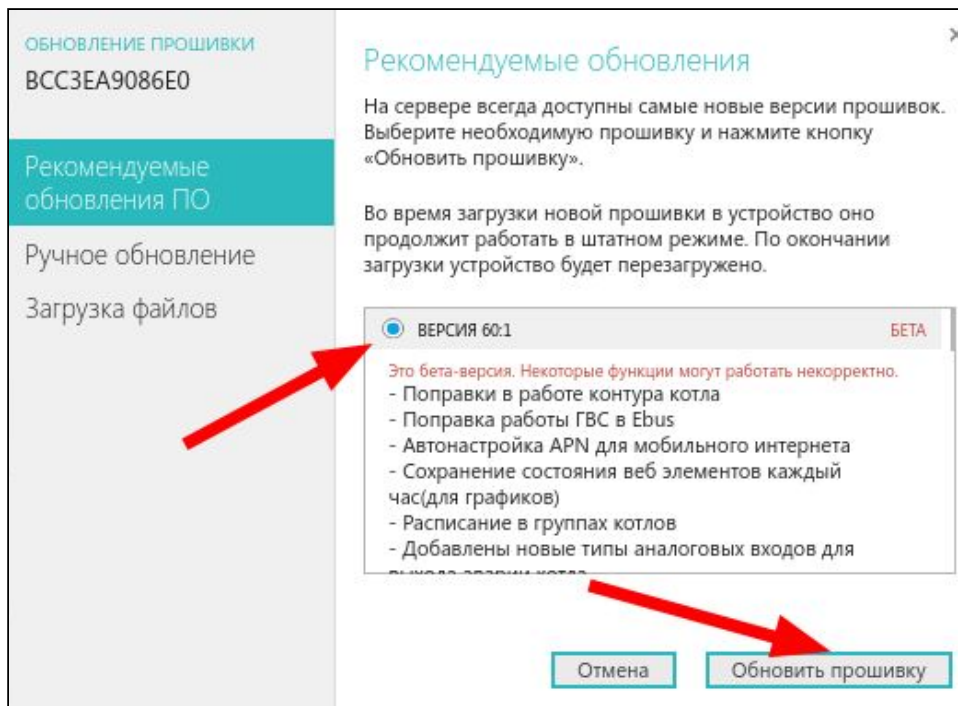 ОБНОВЛЕНИЕ ПРОШИВКИ
BCC3EA9086E0
Рекомендуемые
обновления ПО
Ручное обновление
Загрузка файлов
Рекомендуемые обновления
На сервере всегда доступны самые новые версии прошивок.
Выберите необходимую прошивку и нажмите кнопку
«Обновить прошивку».
Во время загрузки новой прошивки в устройство оно
продолжит работать в штатном режиме. По окончании
загрузки устройство будет перезагружено.
ВЕРСИЯ 60:1 БЕТА
Это бета-версия. Некоторые функции могут работать некорректно.
- Поправки в работе контура котла
- Поправка работы ГВС в Ebus
- Автонастройка APN для мобильного интернета
- Сохранение состояния веб элементов каждый
час(для графиков)
- Расписание в группах котлов
- Добавлены новые типы аналоговых входов для
выхода аварии котла
Отмена
Обновить прошивку